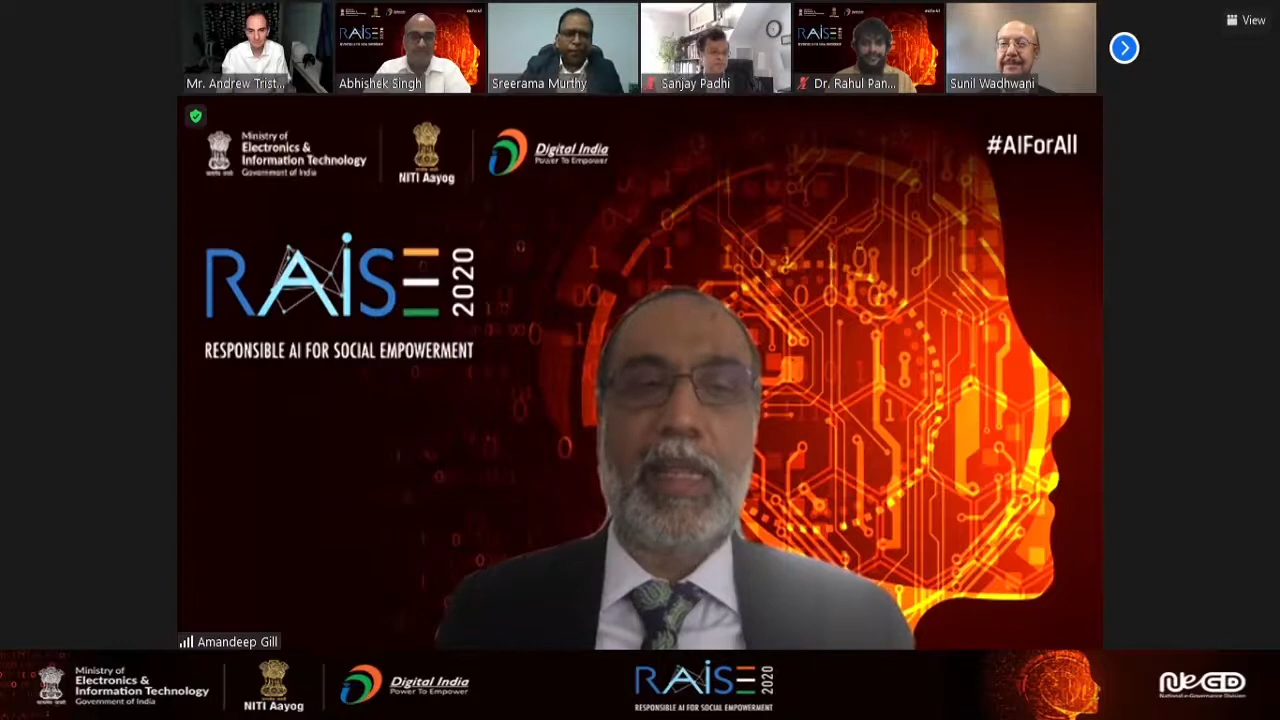 View
Mr. Andrew Trist...
Abhishek Singh
Sreerama Murthy
Sanjay Padhi
Dr. Rahul Pan...
Sunil Wadhwani
Ministry of
Electronics &
Information Technology
Government of India
NITI Aayog
Digital India
Power To Empower
#AIForAll
RAISE 2020
RESPONSIBLE AI FOR SOCIAL EMPOWERMENT
Amandeep Gill
Ministry of
Electronics &
Information Technology
Government of India
NITI Aayog
Digital India
Power To Empower
RAISE 2020
RESPONSIBLE AI FOR SOCIAL EMPOWERMENT
NeGD
National e-Governance Division